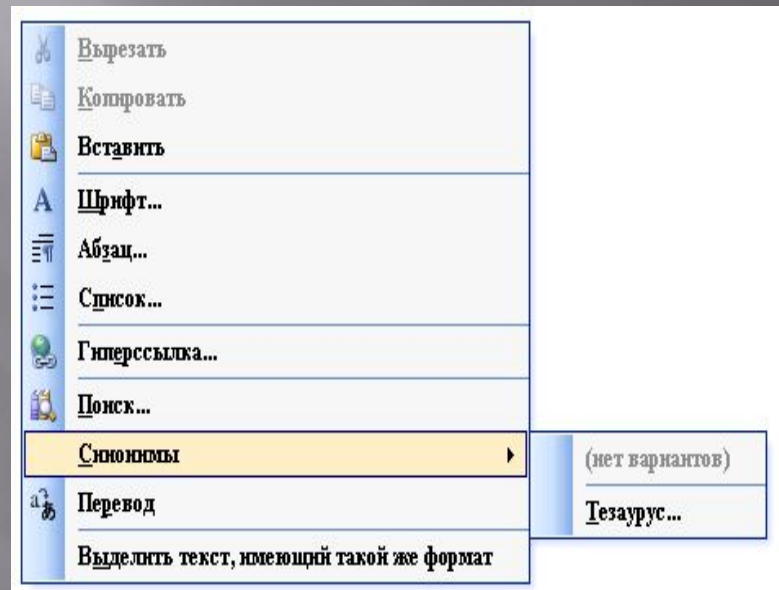 Вырезать
Копировать
Вставить
Шрифт...
Абзац...
Список...
Гиперссылка...
Поиск...
Синонимы
(нет вариантов)
Тезаурус...
Перевод
Выделить текст, имеющий такой же формат